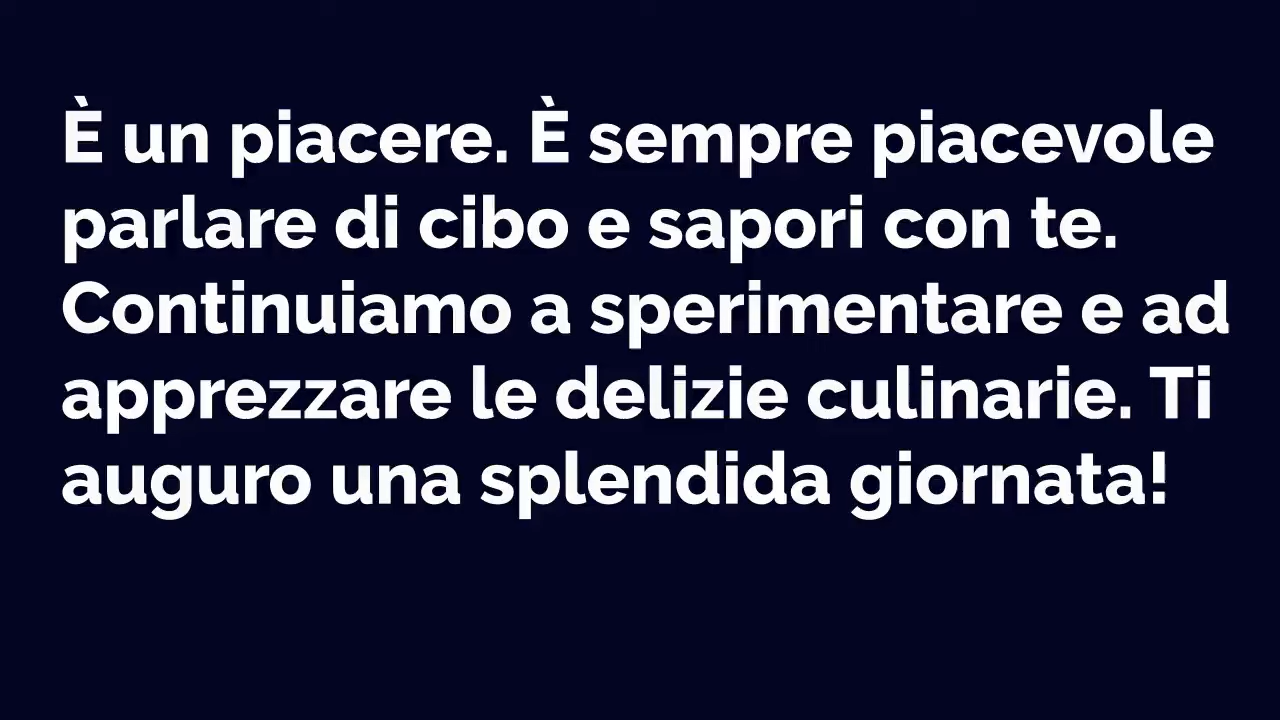 È un piacere. È sempre piacevole
parlare di cibo e sapori con te.
Continuiamo a sperimentare e ad
apprezzare le delizie culinarie. Ti
auguro una splendida giornata!